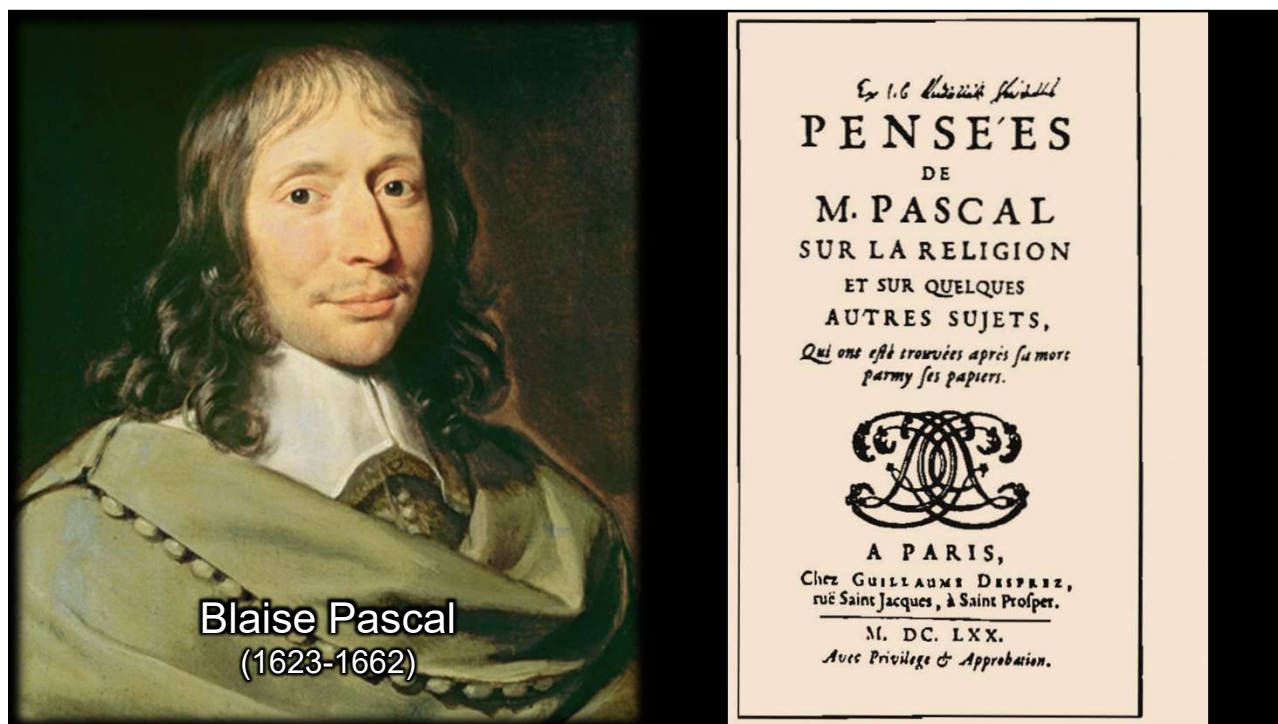 Blaise Pascal
(1623-1662)
PENSE'ES
DE
M. PASCAL
SUR LA RELIGION
ET SUR QUELQUES
AUTRES SUJETS,
Qui ont eſté trouvées après ſa mort
parmy ſes papiers.
A PARIS,
Chez GUILLAUME DESPREZ,
ruë Saint Jacques, à Saint Proſper.
M. DC. LXX.
Avec Privilege & Approbation.